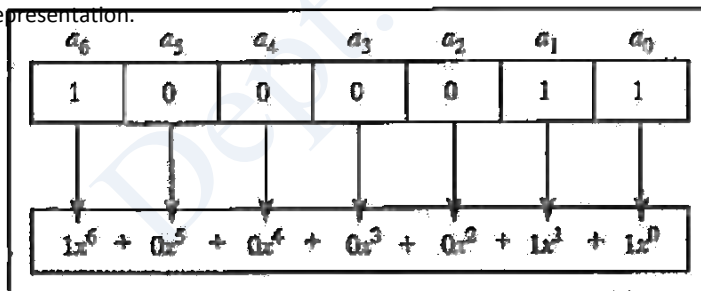 epresentation.
a₆ a₅ a₄ a₃ a₂ a₁ a₀
1 0 0 0 0 1 1
1x⁶ + 0x⁵ + 0x⁴ + 0x³ + 0x² + 1x¹ + 1x⁰
Dept.